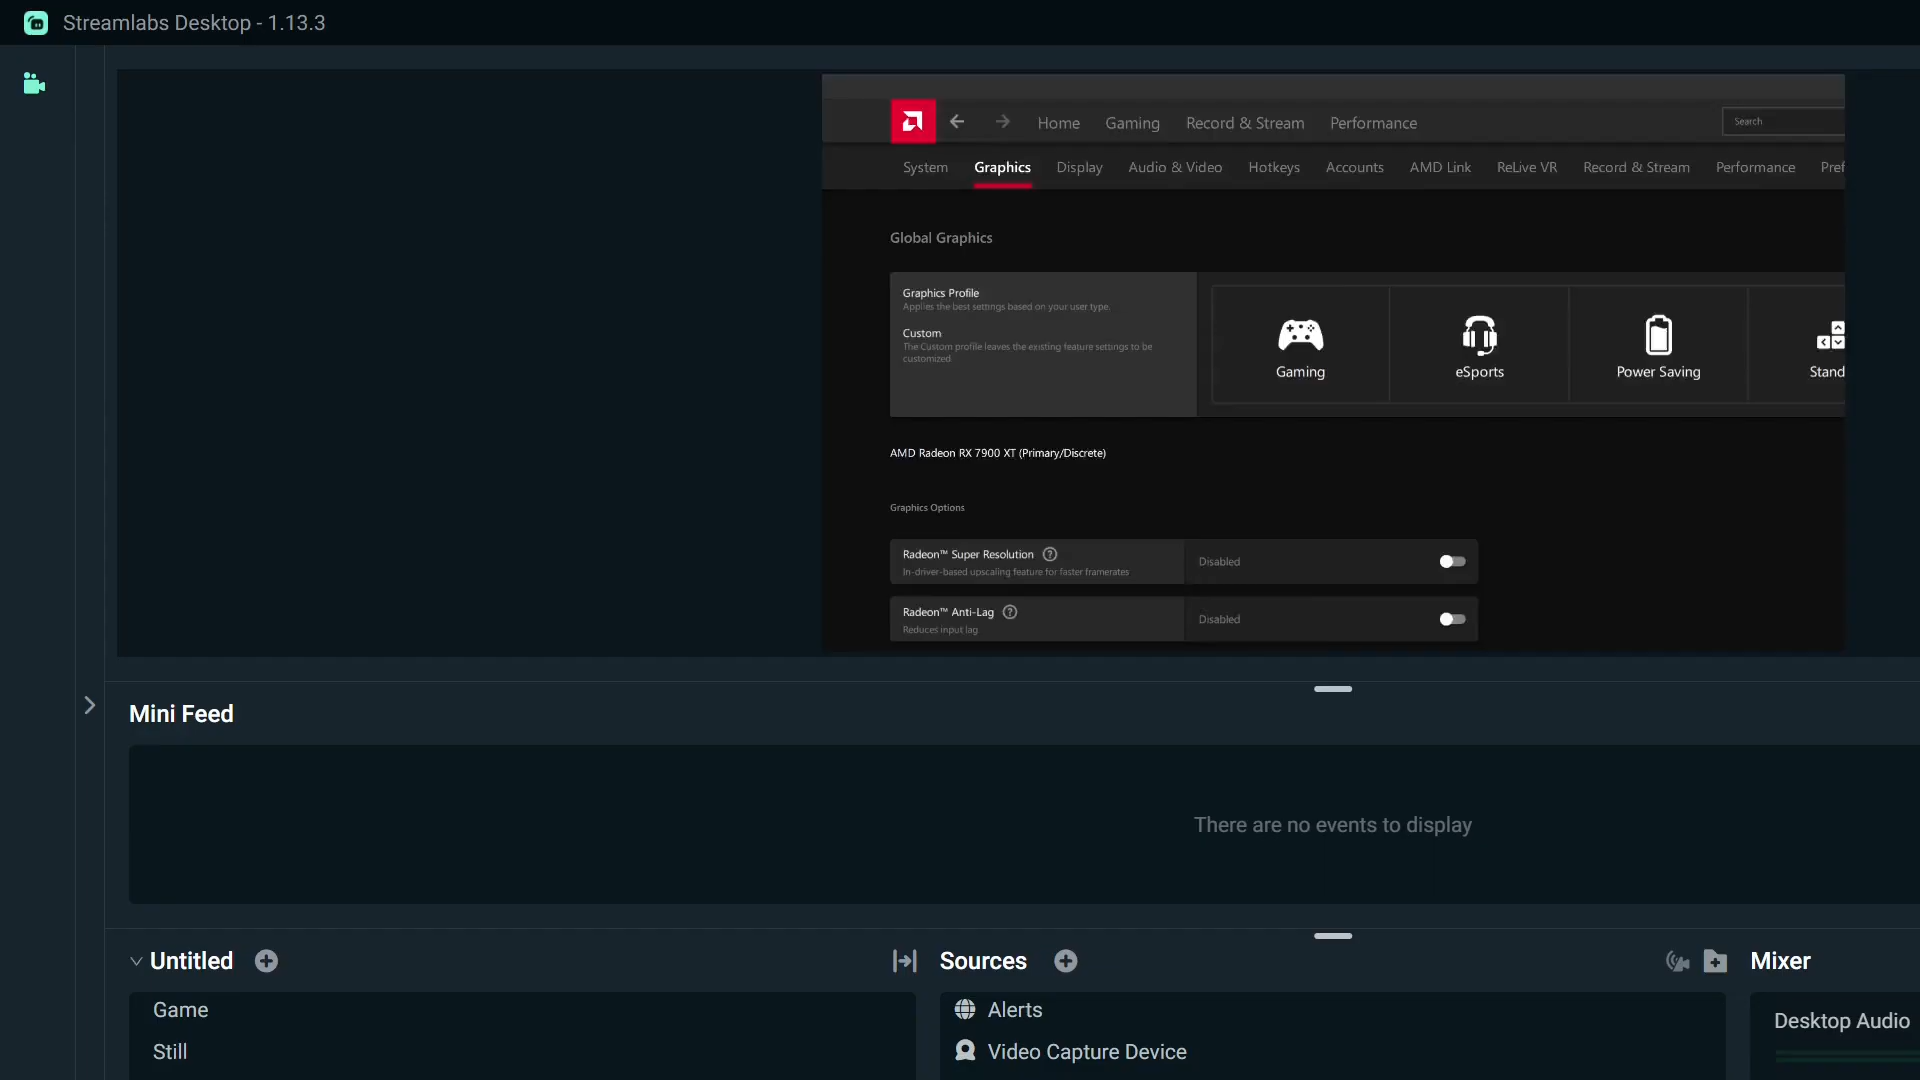 Streamlabs Desktop - 1.13.3
Home Gaming Record & Stream Performance Search
System Graphics Display Audio & Video Hotkeys Accounts AMD Link ReLive VR Record & Stream Performance Pref
Global Graphics
Graphics Profile
Applies the best settings based on your user type.
Custom
The Custom profile leaves the existing feature settings to be
customized
Gaming eSports Power Saving Stand
AMD Radeon RX 7900 XT (Primary/Discrete)
Graphics Options
Radeon™ Super Resolution ? Disabled
In-driver-based upscaling feature for faster framerates
Radeon™ Anti-Lag ? Disabled
Reduces input lag
Mini Feed
There are no events to display
Untitled Sources Mixer
Game Alerts Desktop Audio
Still Video Capture Device